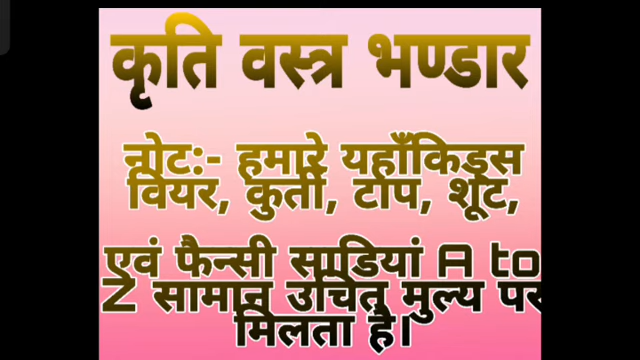 कृति वस्त्र भण्डार
नोटः- हमारे यहाँकिड्स
वियर, कुर्ती, टाप, शूट,
एवं फैन्सी साडियां A to
Z सामान उचित मुल्य पर
मिलता है।